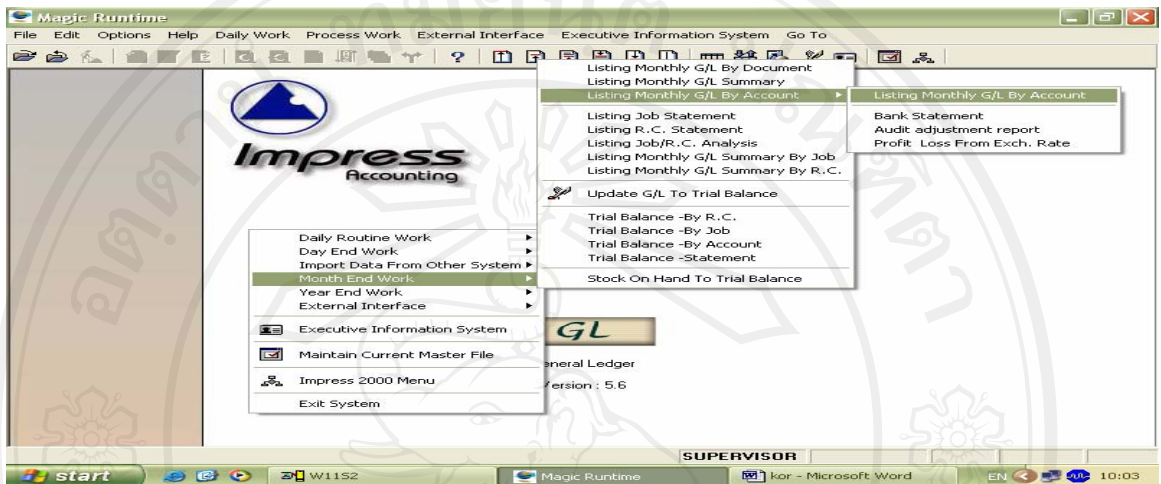 Magic Runtime
File Edit Options Help Daily Work Process Work External Interface Executive Information System Go To
Impress
Accounting
Listing Monthly G/L By Document
Listing Monthly G/L Summary
Listing Monthly G/L By Account
Listing Job Statement
Listing R.C. Statement
Listing Job/R.C. Analysis
Listing Monthly G/L Summary By Job
Listing Monthly G/L Summary By R.C.
Update G/L To Trial Balance
Trial Balance -By R.C.
Trial Balance -By Job
Trial Balance -By Account
Trial Balance -Statement
Stock On Hand To Trial Balance
Listing Monthly G/L By Account
Bank Statement
Audit adjustment report
Profit Loss From Exch. Rate
Daily Routine Work
Day End Work
Import Data From Other System
Month End Work
Year End Work
External Interface
Executive Information System
Maintain Current Master File
Impress 2000 Menu
Exit System
GL
eneral Ledger
ersion : 5.6
SUPERVISOR
start W11S2 Magic Runtime kor - Microsoft Word EN 10:03